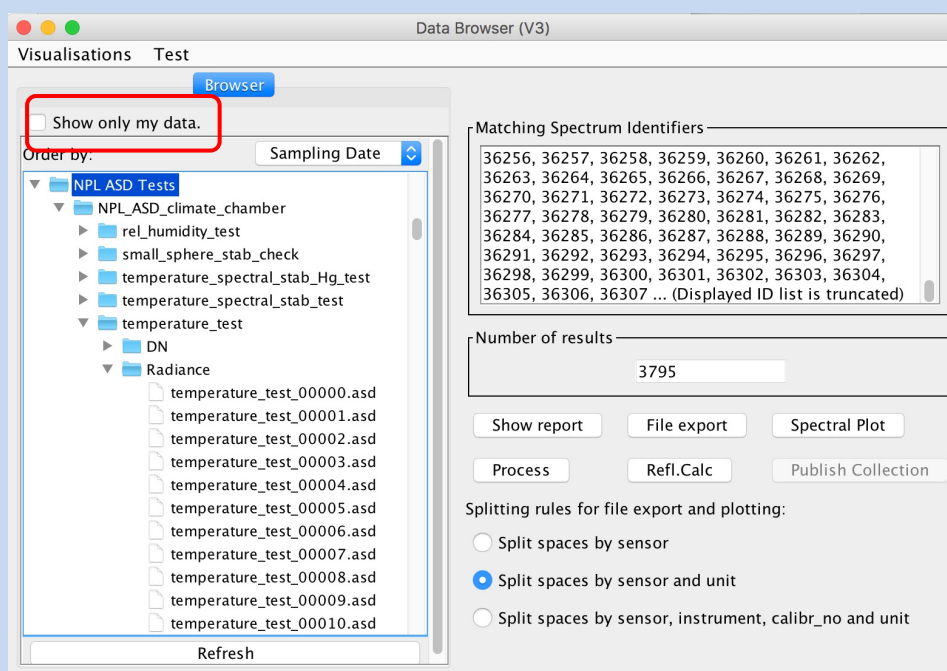 Data Browser (V3)
Visualisations Test
Browser
Show only my data.
Order by: Sampling Date
NPL ASD Tests
NPL_ASD_climate_chamber
rel_humidity_test
small_sphere_stab_check
temperature_spectral_stab_Hg_test
temperature_spectral_stab_test
temperature_test
DN
Radiance
temperature_test_00000.asd
temperature_test_00001.asd
temperature_test_00002.asd
temperature_test_00003.asd
temperature_test_00004.asd
temperature_test_00005.asd
temperature_test_00006.asd
temperature_test_00007.asd
temperature_test_00008.asd
temperature_test_00009.asd
temperature_test_00010.asd
Refresh
Matching Spectrum Identifiers
36256, 36257, 36258, 36259, 36260, 36261, 36262,
36263, 36264, 36265, 36266, 36267, 36268, 36269,
36270, 36271, 36272, 36273, 36274, 36275, 36276,
36277, 36278, 36279, 36280, 36281, 36282, 36283,
36284, 36285, 36286, 36287, 36288, 36289, 36290,
36291, 36292, 36293, 36294, 36295, 36296, 36297,
36298, 36299, 36300, 36301, 36302, 36303, 36304,
36305, 36306, 36307 ... (Displayed ID list is truncated)
Number of results
3795
Show report File export Spectral Plot
Process Refl.Calc Publish Collection
Splitting rules for file export and plotting:
Split spaces by sensor
Split spaces by sensor and unit
Split spaces by sensor, instrument, calibr_no and unit